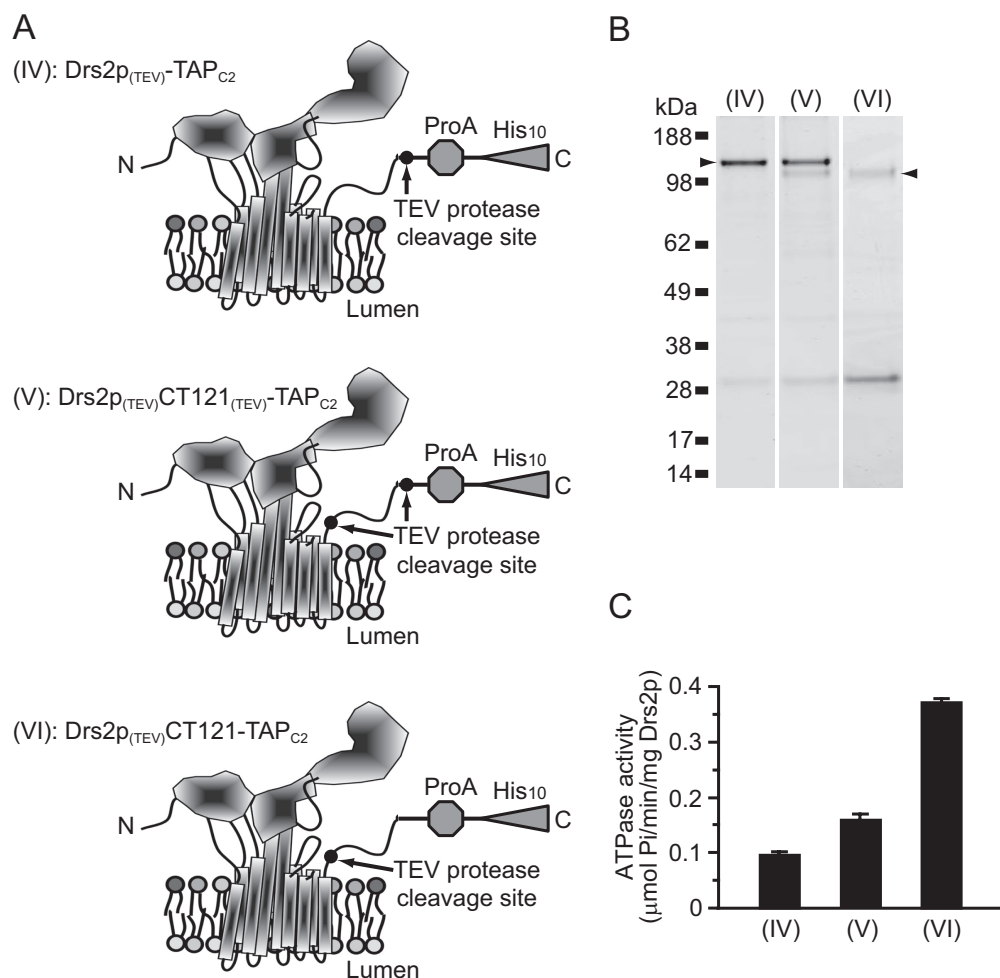 A
(IV): Drs2p(TEV)-TAPC2
ProA
His10
N
C
TEV protease
cleavage site
Lumen
(V): Drs2p(TEV)CT121(TEV)-TAPC2
ProA
His10
N
C
TEV protease
cleavage site
Lumen
(VI): Drs2p(TEV)CT121-TAPC2
ProA
His10
N
C
TEV protease
cleavage site
Lumen
B
kDa
(IV)
(V)
(VI)
188
98
62
49
38
28
17
14
C
ATPase activity
(μmol Pi/min/mg Drs2p)
0.4
0.3
0.2
0.1
0
(IV)
(V)
(VI)